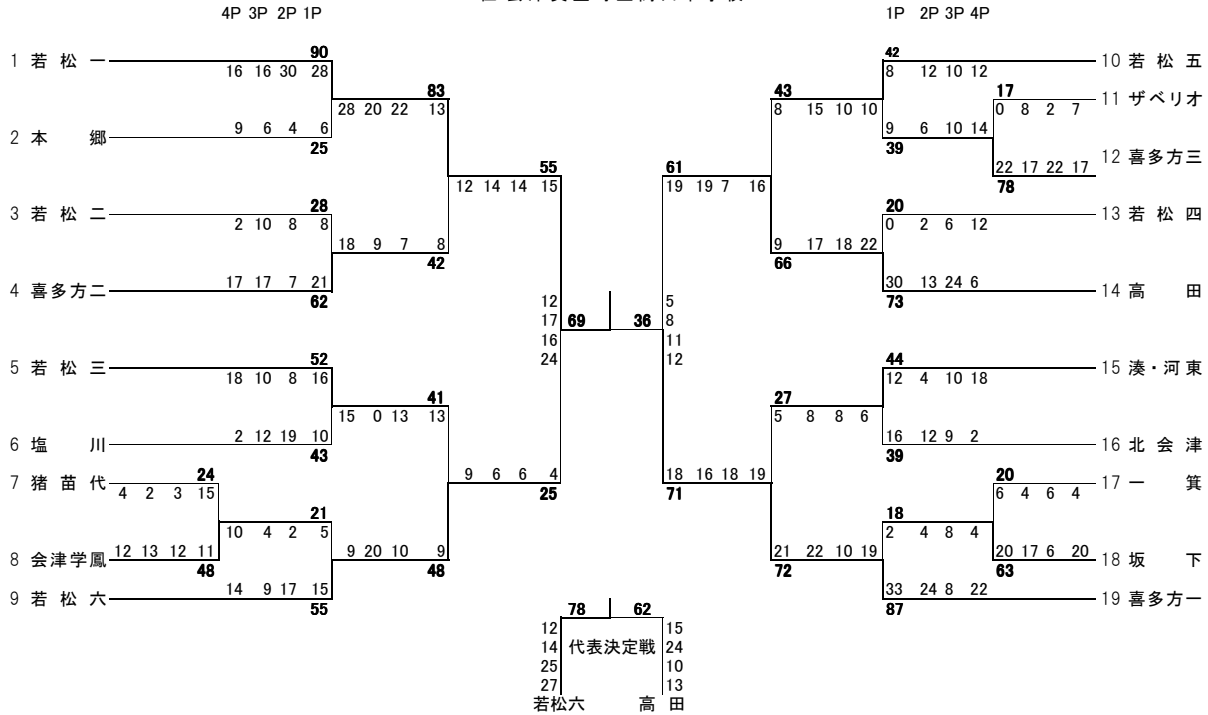 4P 3P 2P 1P
1P 2P 3P 4P
90
42
1 若 松 一
10 若 松 五
16 16 30 28
8 12 10 12
83
43
17
11 ザベリオ
28 20 22 13
8 15 10 10
0 8 2 7
2 本 郷
9 6 4 6
9 6 10 14
25
39
12 喜多方三
55
61
22 17 22 17
78
12 14 14 15
19 19 7 16
3 若 松 二
28
20
13 若 松 四
2 10 8 8
0 2 6 12
18 9 7 8
9 17 18 22
42
66
4 喜多方二
17 17 7 21
30 13 24 6
14 高 田
62
73
12
5
17
69
36
8
16
11
24
12
52
44
5 若 松 三
15 湊・河東
18 10 8 16
12 4 10 18
41
27
15 0 13 13
5 8 8 6
6 塩 川
2 12 19 10
16 12 9 2
16 北 会 津
43
39
7 猪 苗 代
24
9 6 6 4
18 16 18 19
20
17 一 箕
4 2 3 15
25
71
6 4 6 4
21
18
10 4 2 5
2 4 8 4
8 会津学鳳
12 13 12 11
9 20 10 9
21 22 10 19
20 17 6 20
18 坂 下
48
48
72
63
9 若 松 六
14 9 17 15
33 24 8 22
19 喜多方一
55
87
78
62
12
15
14
代表決定戦
24
25
10
27
13
若松六
高 田